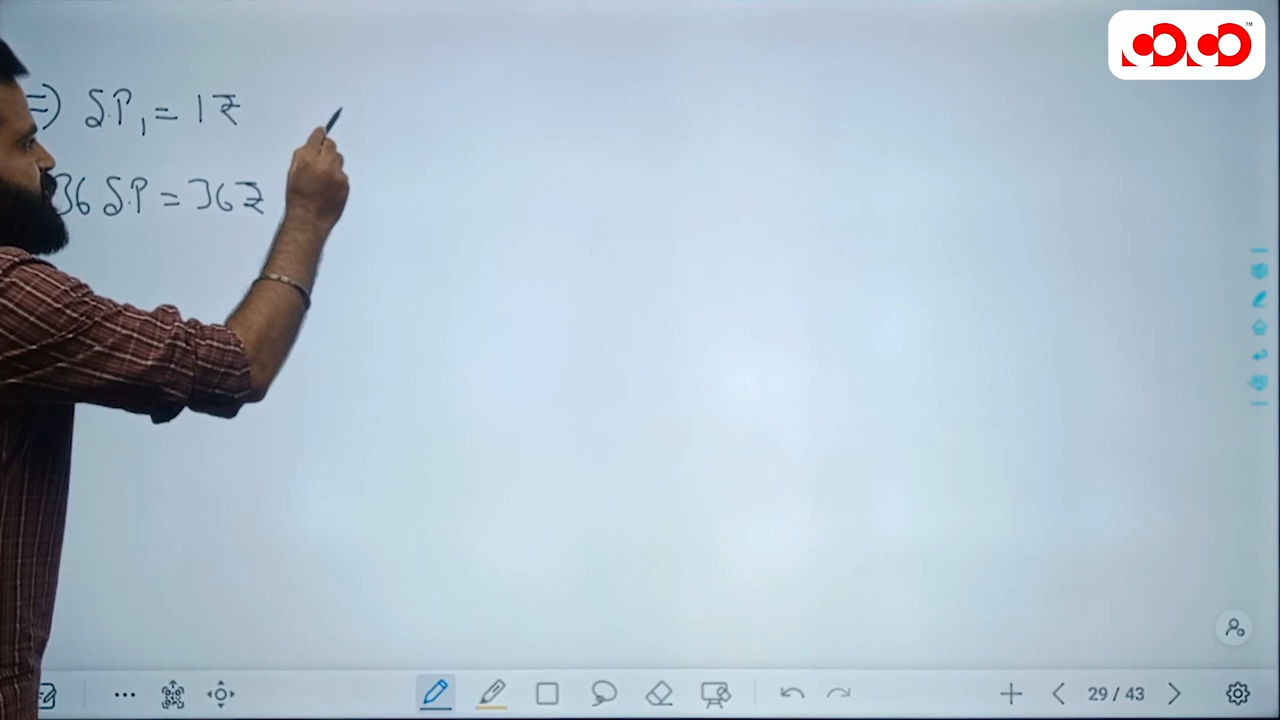 ⇒) S.P₁ = 1₹
36 S.P = 36₹
29 / 43